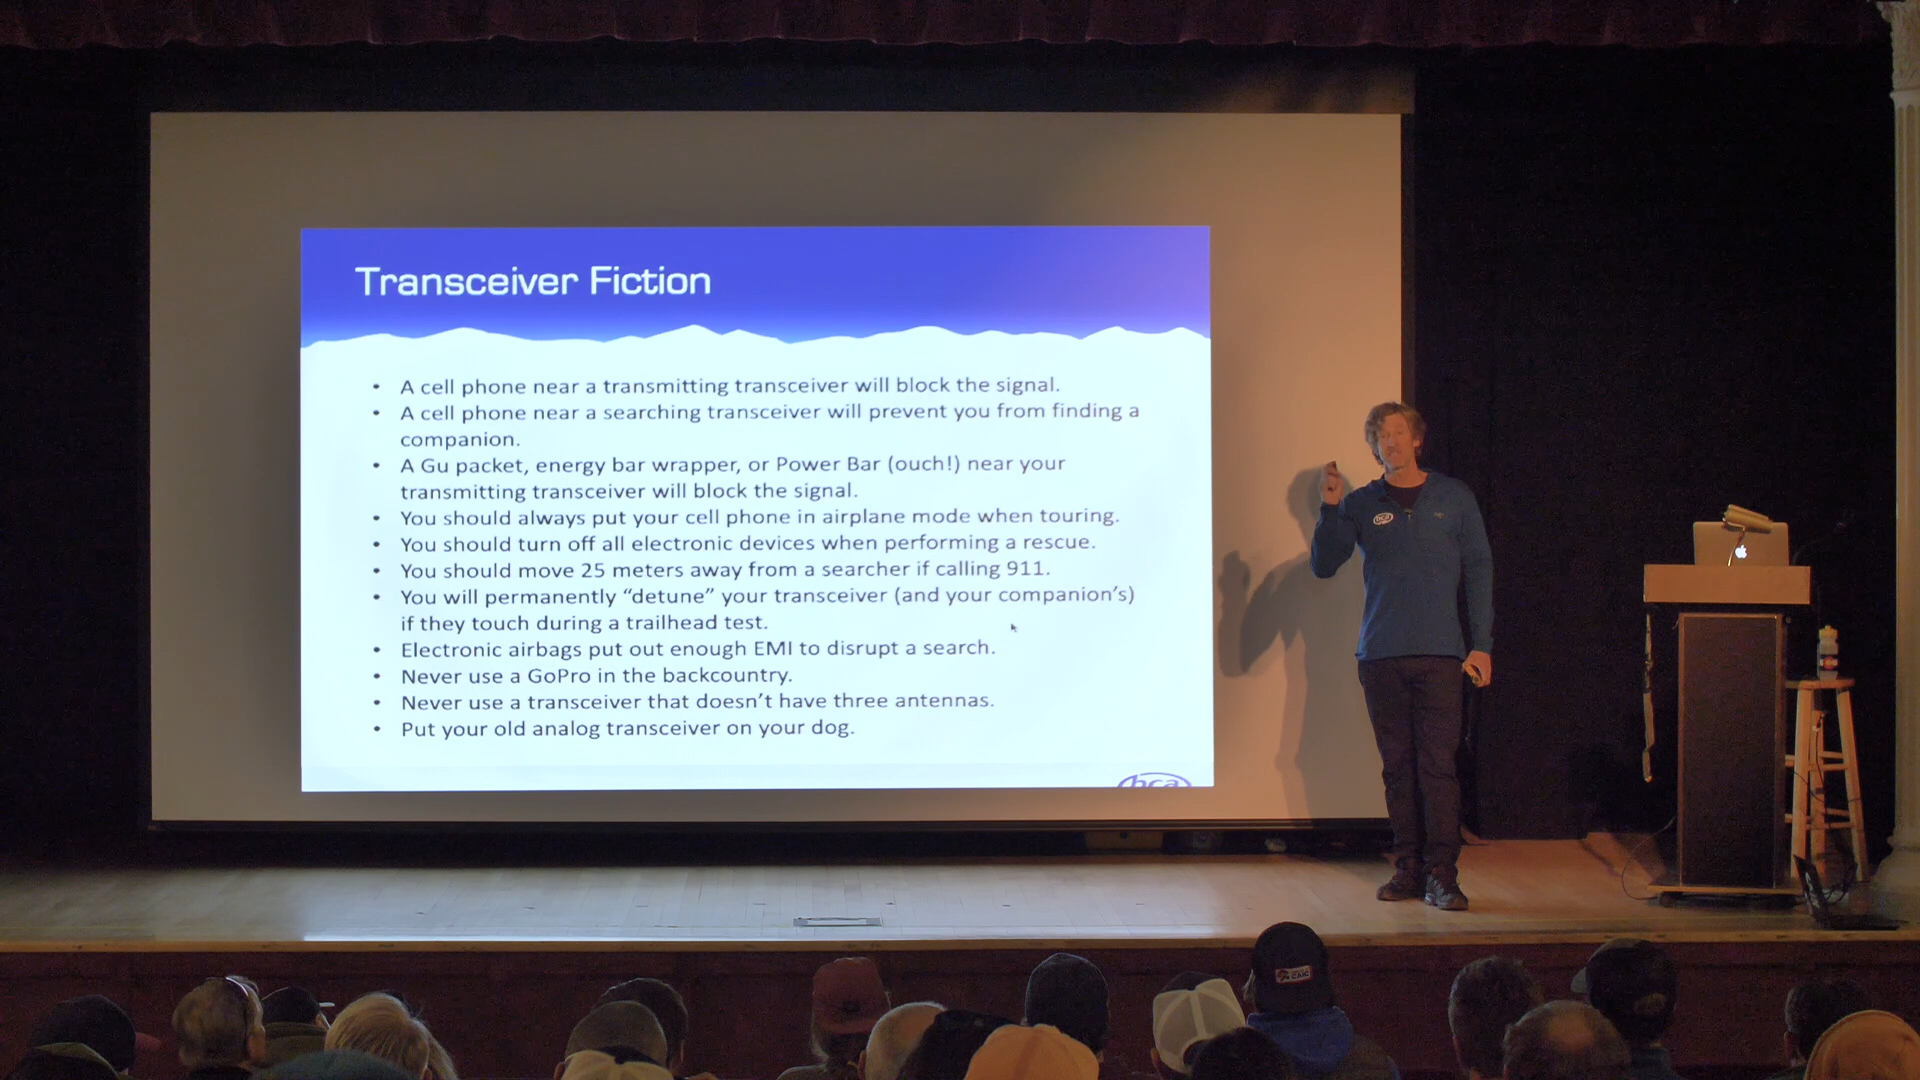 Transceiver Fiction
• A cell phone near a transmitting transceiver will block the signal.
• A cell phone near a searching transceiver will prevent you from finding a
companion.
• A Gu packet, energy bar wrapper, or Power Bar (ouch!) near your
transmitting transceiver will block the signal.
• You should always put your cell phone in airplane mode when touring.
• You should turn off all electronic devices when performing a rescue.
• You should move 25 meters away from a searcher if calling 911.
• You will permanently “detune” your transceiver (and your companion’s)
if they touch during a trailhead test.
• Electronic airbags put out enough EMI to disrupt a search.
• Never use a GoPro in the backcountry.
• Never use a transceiver that doesn’t have three antennas.
• Put your old analog transceiver on your dog.
bca
bca
CAIC